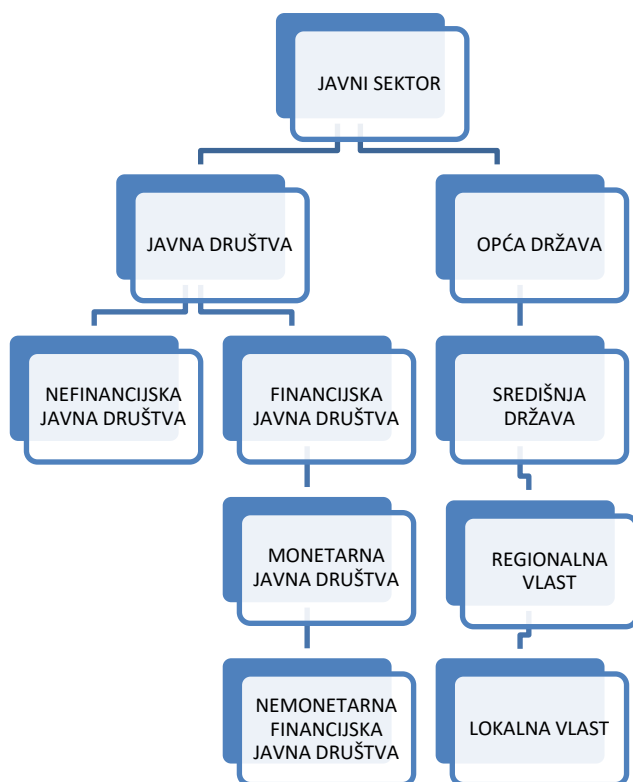 JAVNI SEKTOR
JAVNA DRUŠTVA
OPĆA DRŽAVA
NEFINANCIJSKA
JAVNA DRUŠTVA
FINANCIJSKA
JAVNA DRUŠTVA
SREDIŠNJA
DRŽAVA
MONETARNA
JAVNA DRUŠTVA
REGIONALNA
VLAST
NEMONETARNA
FINANCIJSKA
JAVNA DRUŠTVA
LOKALNA VLAST